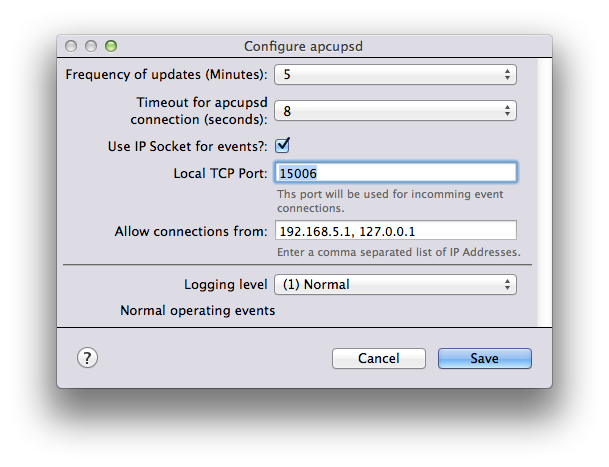 Configure apcupsd
Frequency of updates (Minutes): 5
Timeout for apcupsd
connection (seconds): 8
Use IP Socket for events?:
Local TCP Port: 15006
Ths port will be used for incomming event
connections.
Allow connections from: 192.168.5.1, 127.0.0.1
Enter a comma separated list of IP Addresses.
Logging level (1) Normal
Normal operating events
? Cancel Save